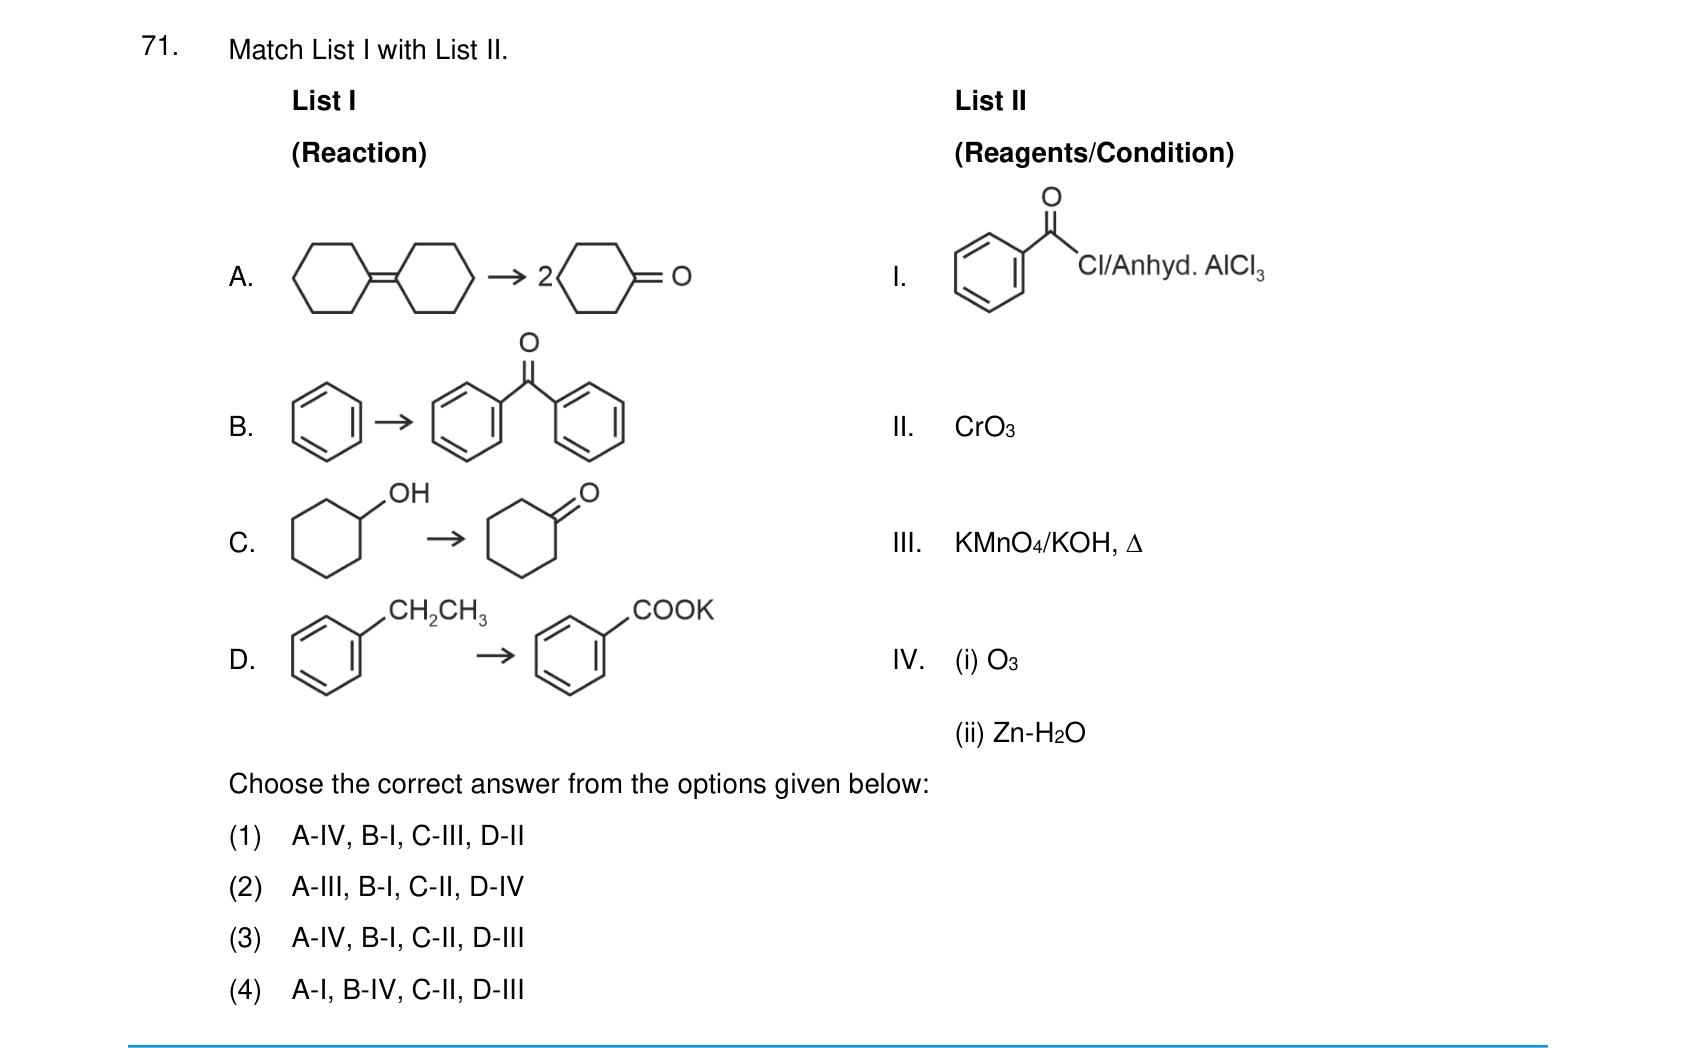 71. Match List I with List II.
List I List II
(Reaction) (Reagents/Condition)
A. → 2 O I. O Cl/Anhyd. AlCl₃
B. → O II. CrO₃
C. OH → O III. KMnO₄/KOH, Δ
D. CH₂CH₃ → COOK IV. (i) O₃
(ii) Zn-H₂O
Choose the correct answer from the options given below:
(1) A-IV, B-I, C-III, D-II
(2) A-III, B-I, C-II, D-IV
(3) A-IV, B-I, C-II, D-III
(4) A-I, B-IV, C-II, D-III